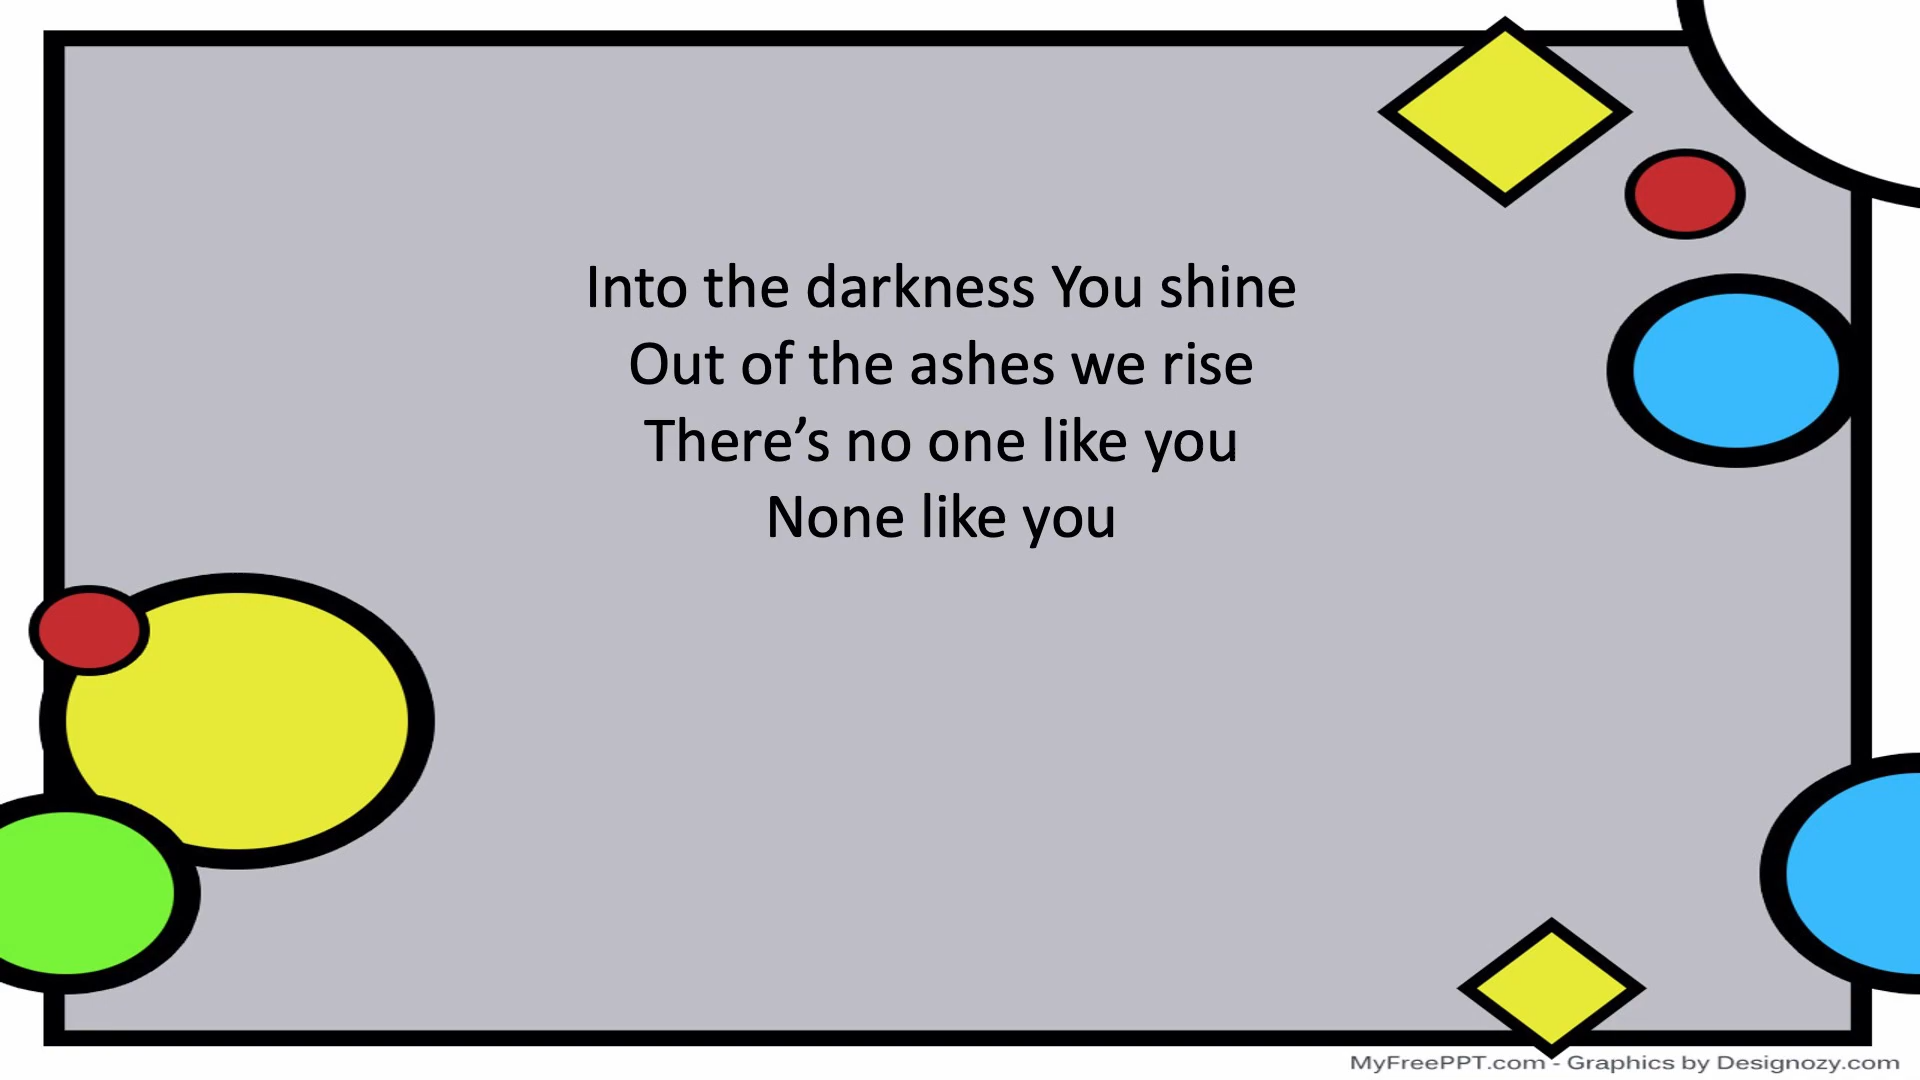 Into the darkness You shine
Out of the ashes we rise
There’s no one like you
None like you
MyFreePPT.com - Graphics by Designozy.com